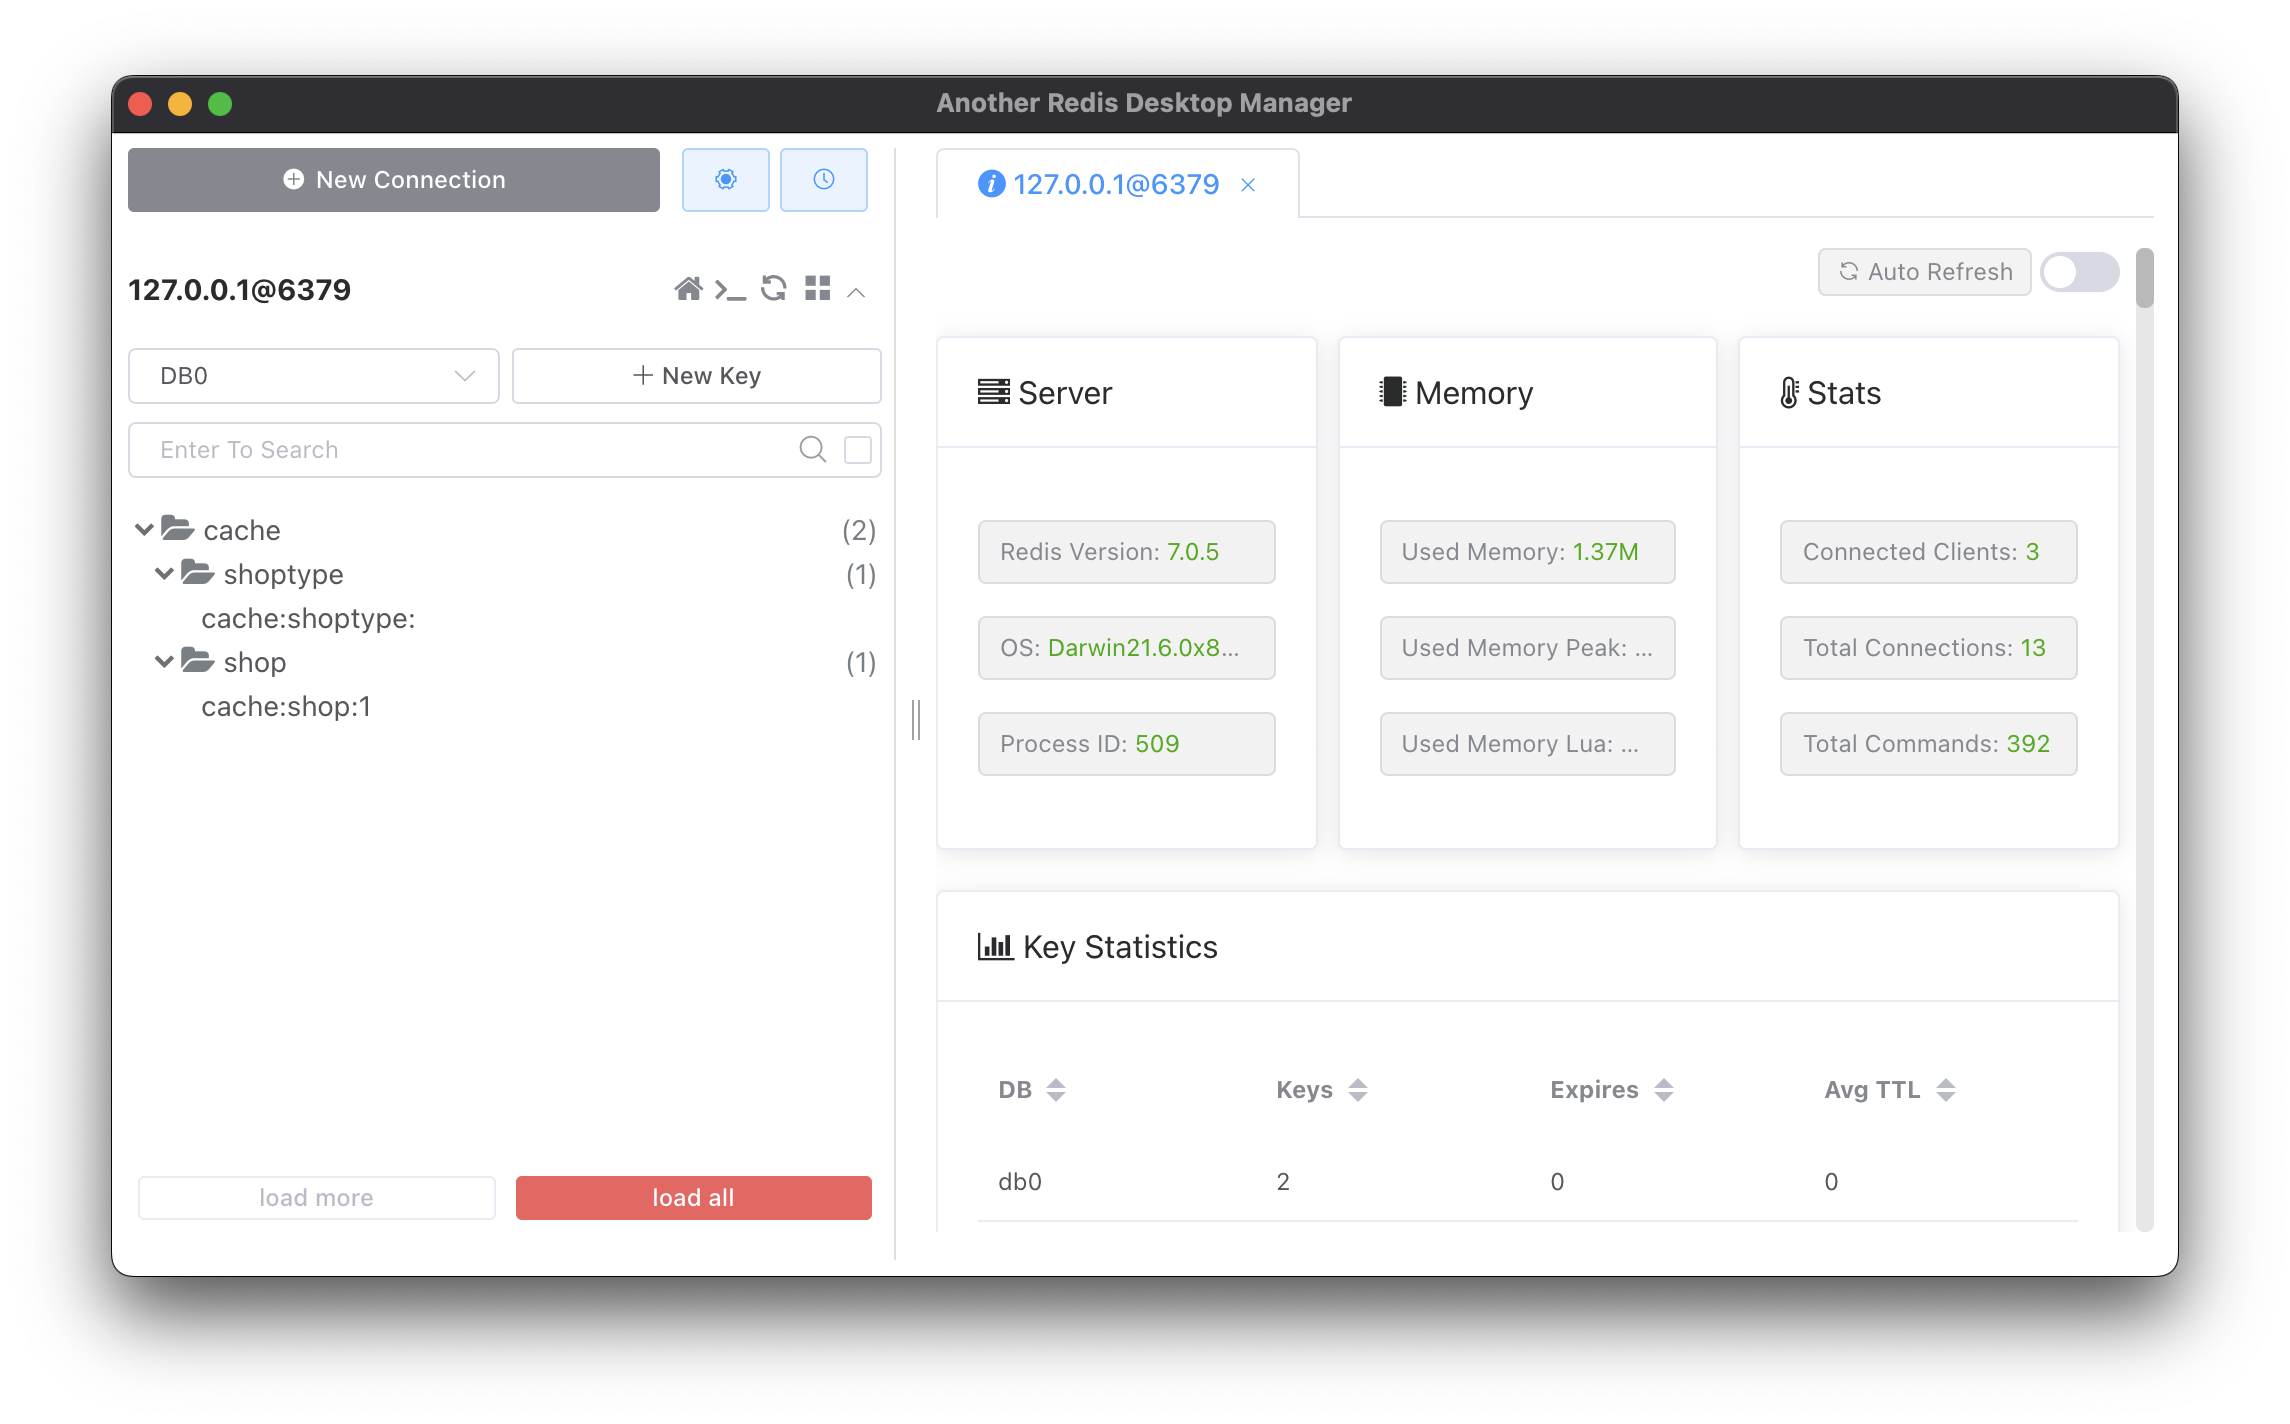 Another Redis Desktop Manager
New Connection
127.0.0.1@6379
DB0
New Key
Enter To Search
cache (2)
shoptype (1)
cache:shoptype:
shop (1)
cache:shop:1
load more
load all
127.0.0.1@6379
Auto Refresh
Server
Redis Version: 7.0.5
OS: Darwin21.6.0x8...
Process ID: 509
Memory
Used Memory: 1.37M
Used Memory Peak: ...
Used Memory Lua: ...
Stats
Connected Clients: 3
Total Connections: 13
Total Commands: 392
Key Statistics
DB Keys Expires Avg TTL
db0 2 0 0